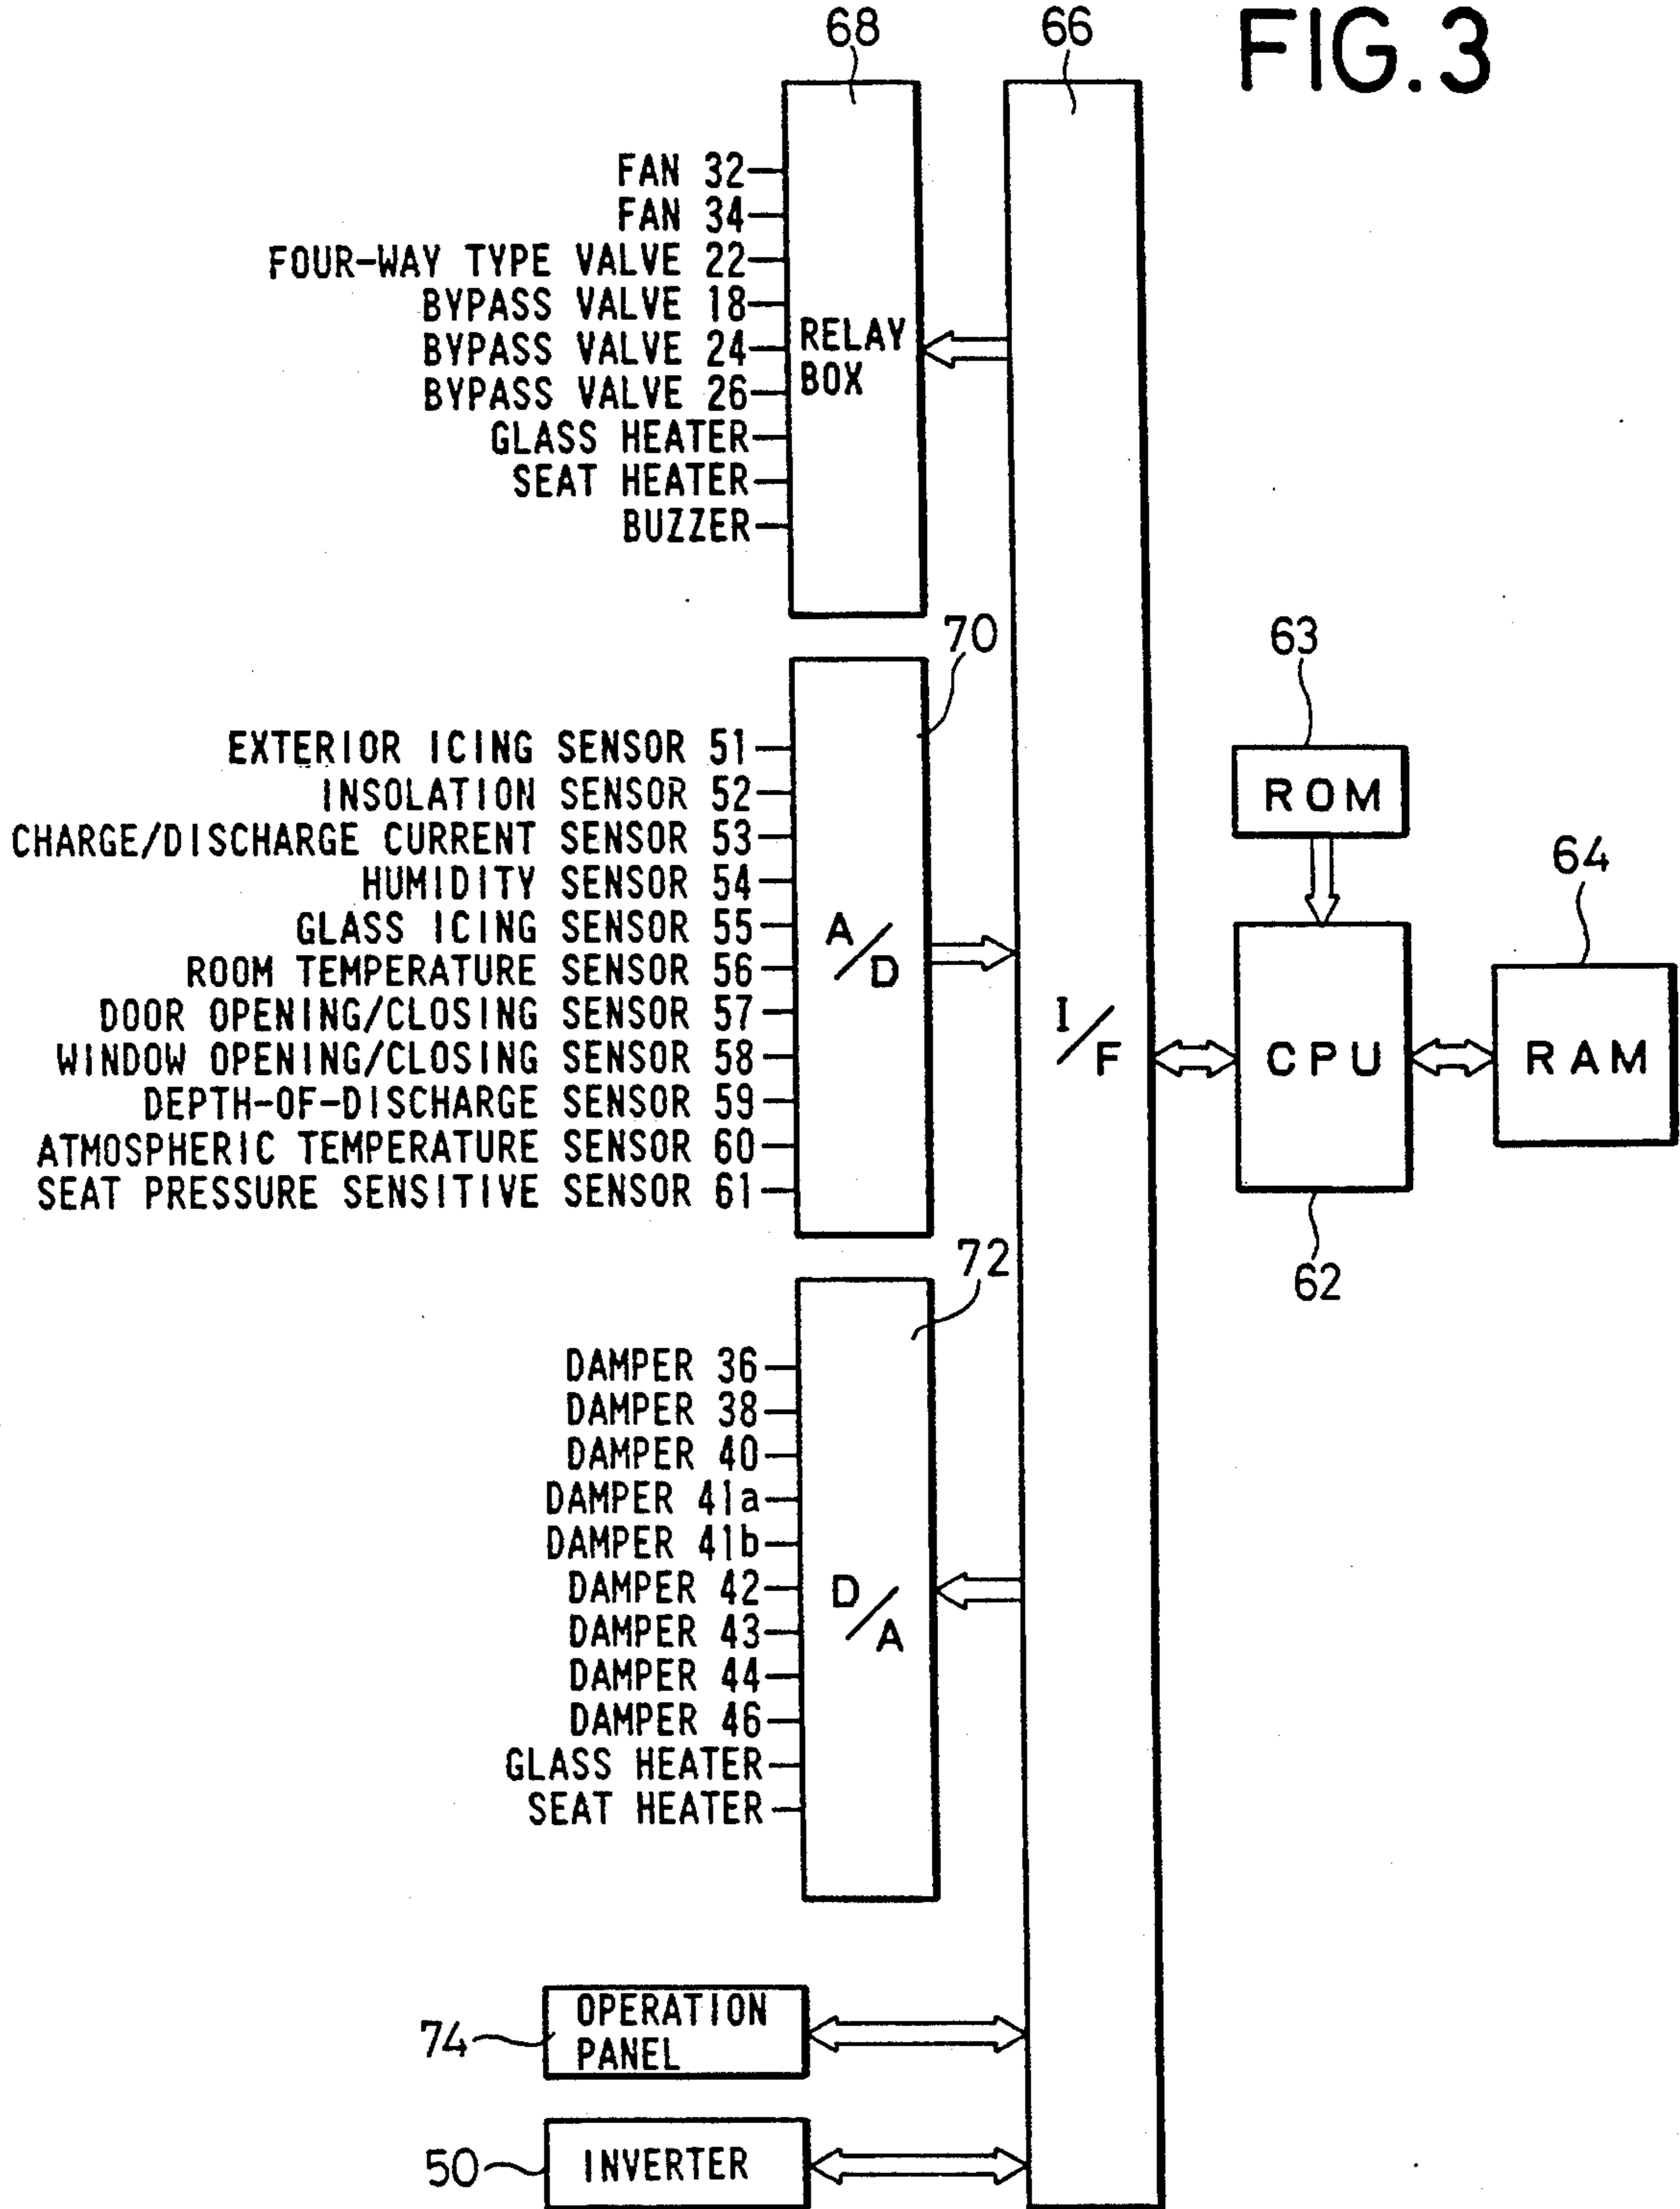 FIG. 3
68
66
FAN 32
FAN 34
FOUR-WAY TYPE VALVE 22
BYPASS VALVE 18
BYPASS VALVE 24
BYPASS VALVE 26
GLASS HEATER
SEAT HEATER
BUZZER
RELAY
BOX
70
EXTERIOR ICING SENSOR 51
INSOLATION SENSOR 52
CHARGE/DISCHARGE CURRENT SENSOR 53
HUMIDITY SENSOR 54
GLASS ICING SENSOR 55
ROOM TEMPERATURE SENSOR 56
DOOR OPENING/CLOSING SENSOR 57
WINDOW OPENING/CLOSING SENSOR 58
DEPTH-OF-DISCHARGE SENSOR 59
ATMOSPHERIC TEMPERATURE SENSOR 60
SEAT PRESSURE SENSITIVE SENSOR 61
A/D
I/F
63
ROM
64
CPU
RAM
62
72
DAMPER 36
DAMPER 38
DAMPER 40
DAMPER 41a
DAMPER 41b
DAMPER 42
DAMPER 43
DAMPER 44
DAMPER 46
GLASS HEATER
SEAT HEATER
D/A
74
OPERATION
PANEL
50
INVERTER